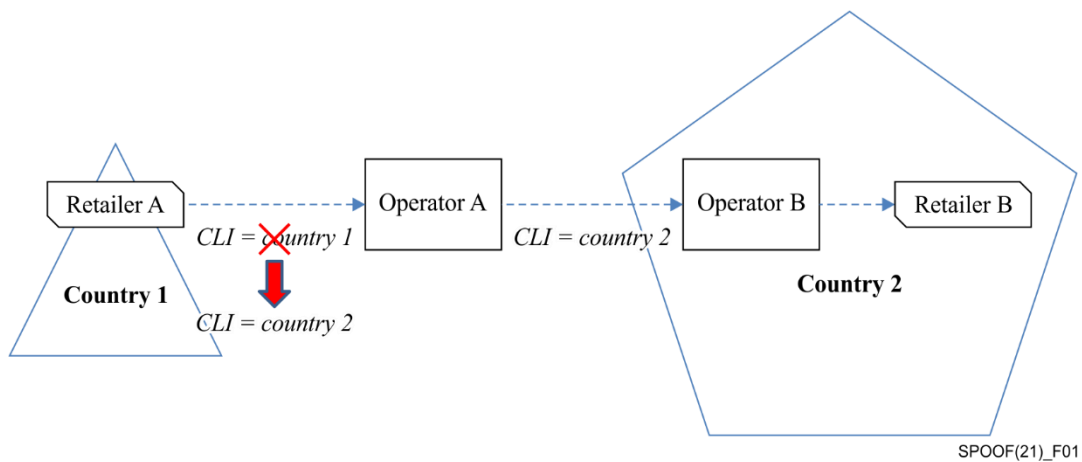 Retailer A
Operator A
Operator B
Retailer B
CLI = country 1
CLI = country 2
Country 1
Country 2
CLI = country 2
SPOOF(21)_F01